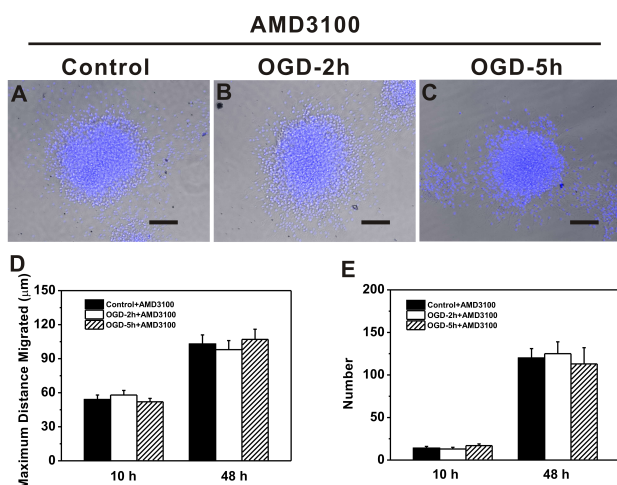 AMD3100
Control OGD-2h OGD-5h
A B C
D
Maximum Distance Migrated (μm)
150
120
90
60
30
0
Control+AMD3100
OGD-2h+AMD3100
OGD-5h+AMD3100
10 h 48 h
E
Number
200
150
100
50
0
Control+AMD3100
OGD-2h+AMD3100
OGD-5h+AMD3100
10 h 48 h